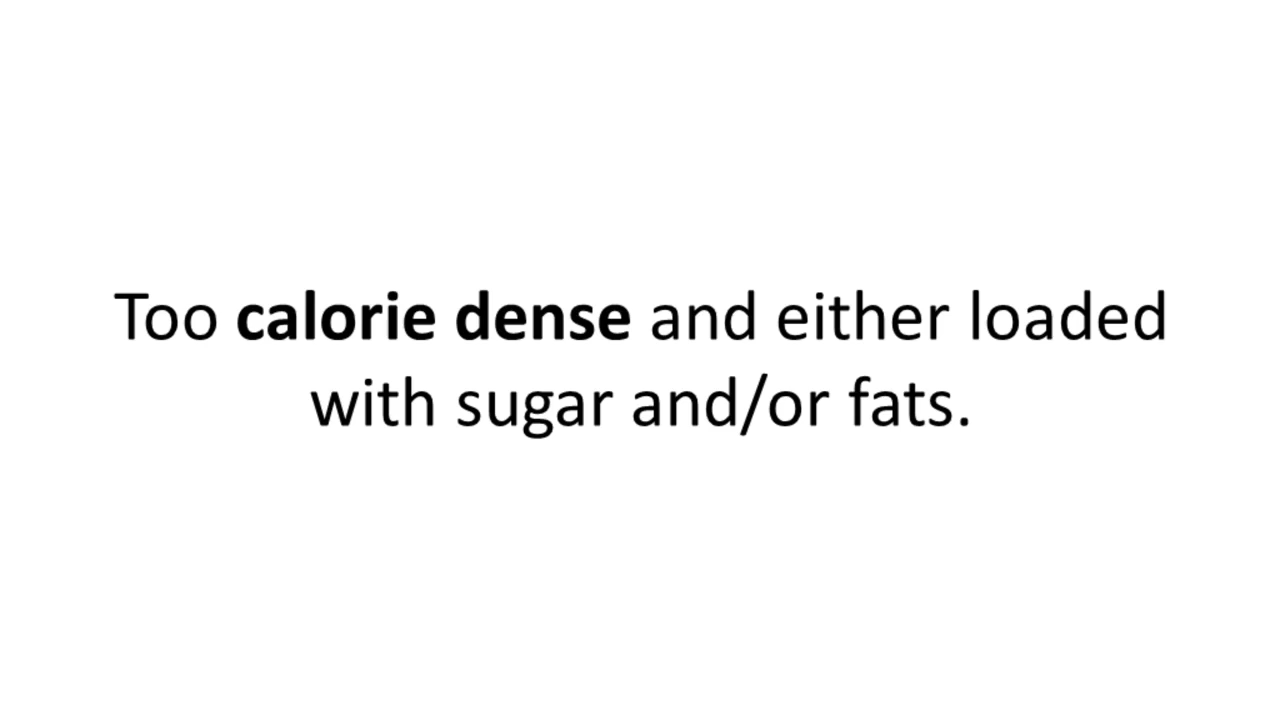 Too calorie dense and either loaded
with sugar and/or fats.